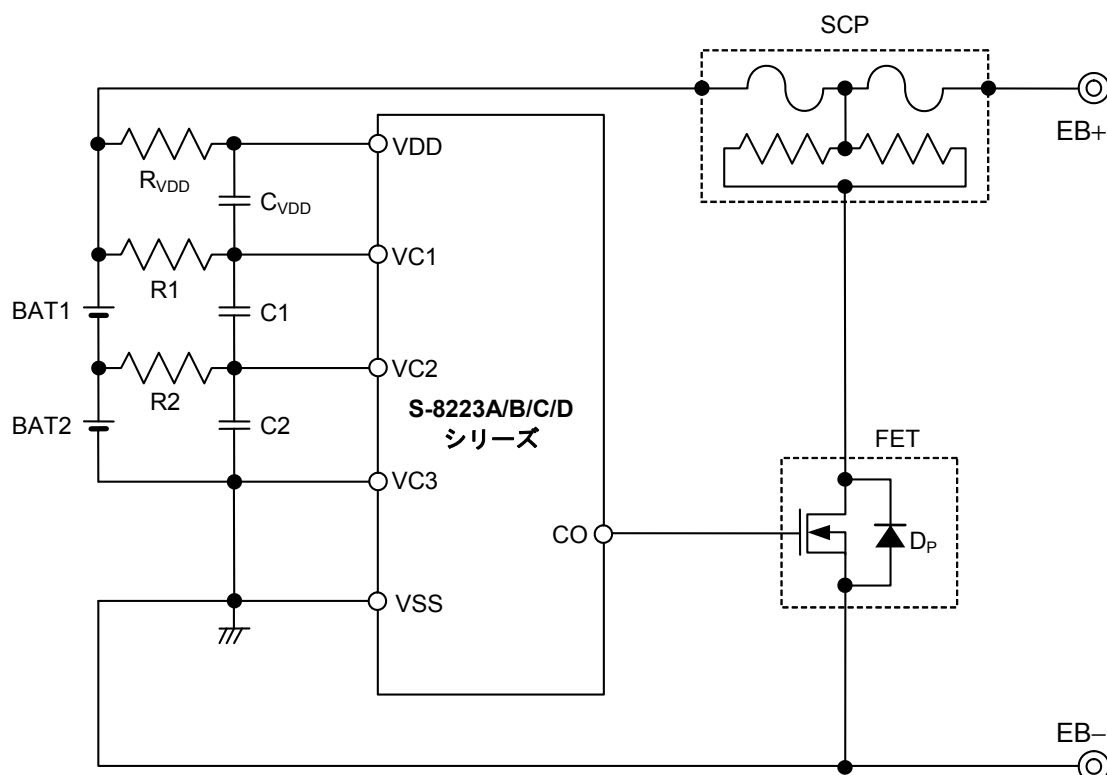 SCP
EB+
VDD
RVDD
CVDD
VC1
R1
BAT1
C1
VC2
R2
S-8223A/B/C/D
シリーズ
BAT2
C2
FET
VC3
CO
DP
VSS
EB−